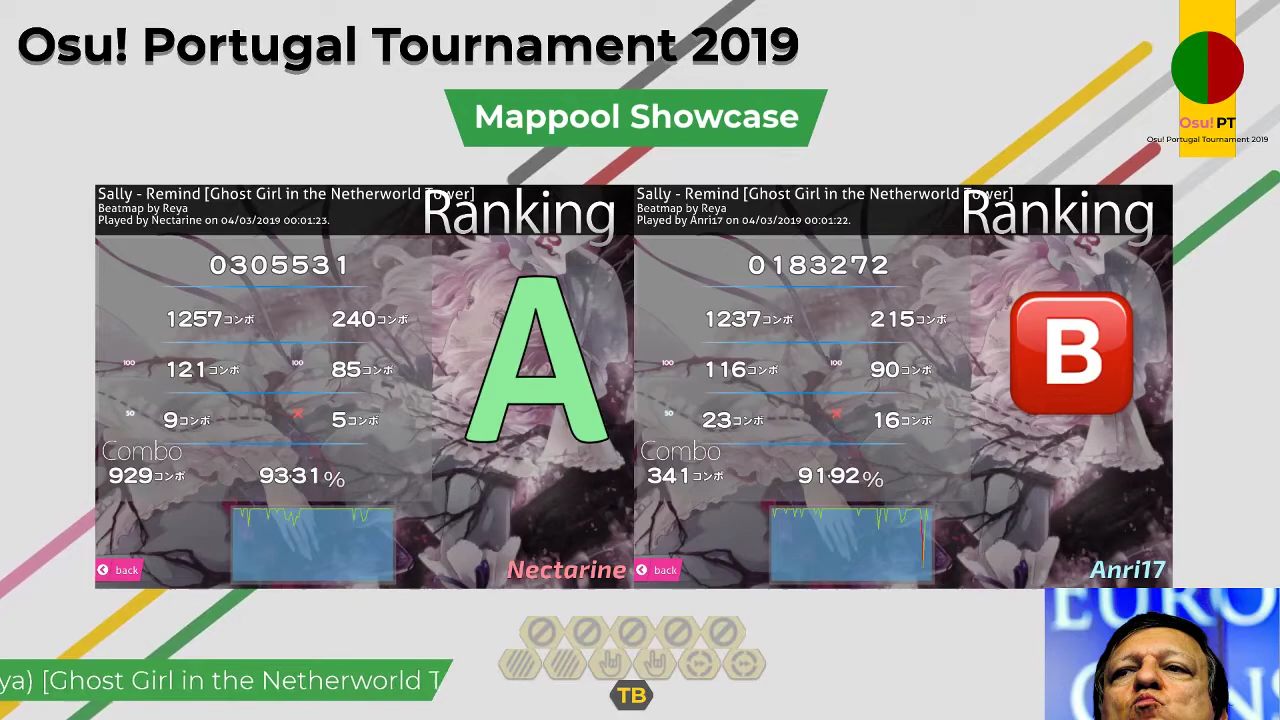 Osu! Portugal Tournament 2019
Osu! PT
Osu! Portugal Tournament 2019
Mappool Showcase
Sally - Remind [Ghost Girl in the Netherworld Tower]
Beatmap by Reya
Played by Nectarine on 04/03/2019 00:01:23.
Ranking
0305531
1257コンボ 240コンボ
100 121コンボ 100 85コンボ
50 9コンボ 5コンボ
Combo
929コンボ 93.31%
A
back
Nectarine
Sally - Remind [Ghost Girl in the Netherworld Tower]
Beatmap by Reya
Played by Anri17 on 04/03/2019 00:01:22.
Ranking
0183272
1237コンボ 215コンボ
100 116コンボ 100 90コンボ
50 23コンボ 16コンボ
Combo
341コンボ 91.92%
B
back
Anri17
EURO
TB
ya) [Ghost Girl in the Netherworld T